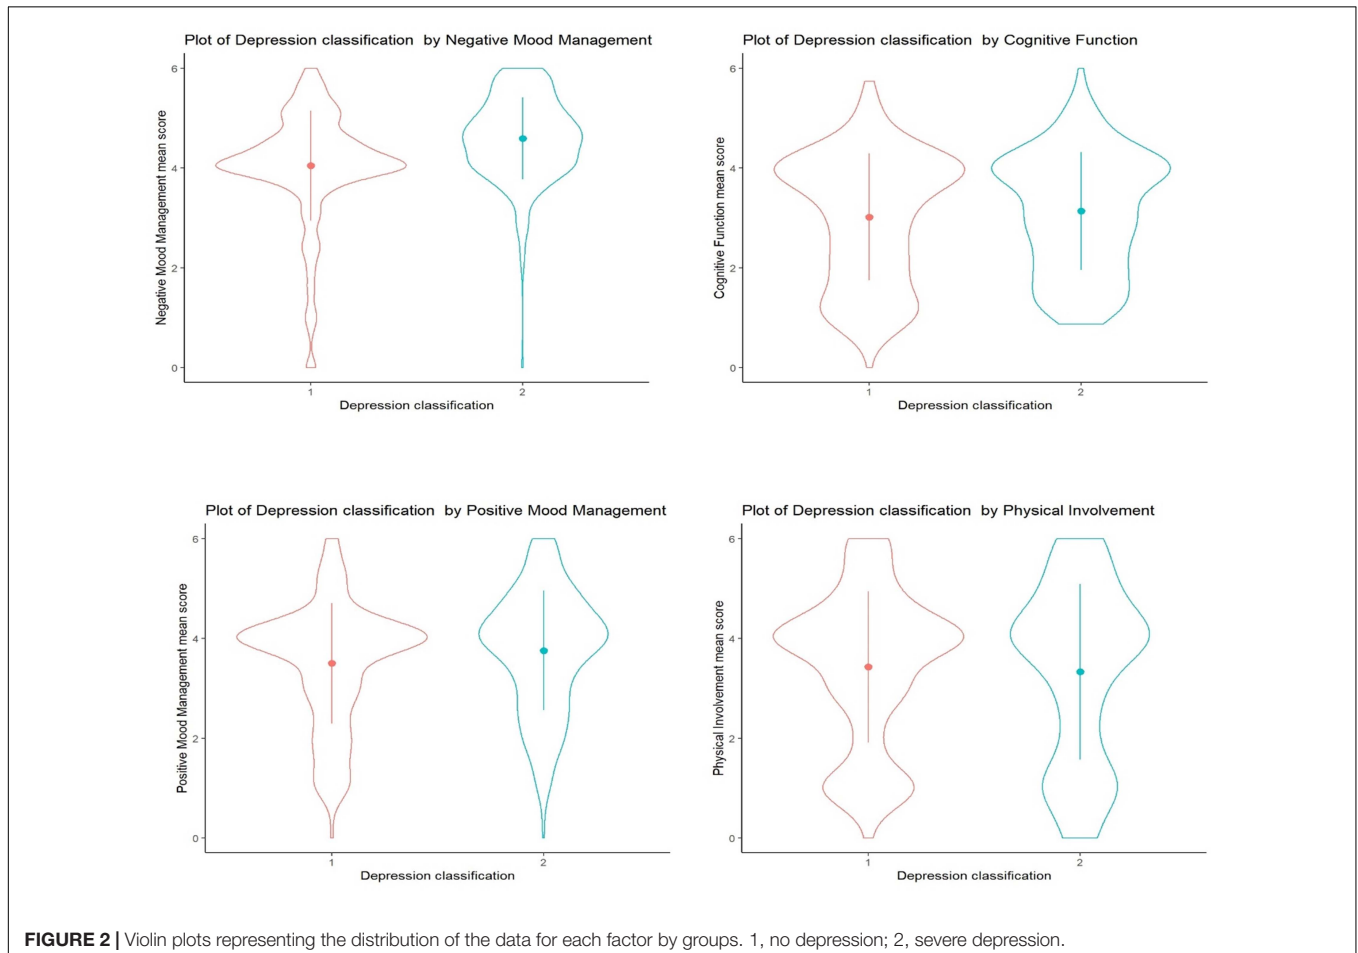 Plot of Depression classification by Negative Mood Management
Negative Mood Management mean score
6
4
2
0
1
2
Depression classification
Plot of Depression classification by Cognitive Function
Cognitive Function mean score
6
4
2
0
1
2
Depression classification
Plot of Depression classification by Positive Mood Management
Positive Mood Management mean score
6
4
2
0
1
2
Depression classification
Plot of Depression classification by Physical Involvement
Physical Involvement mean score
6
4
2
0
1
2
Depression classification
FIGURE 2 | Violin plots representing the distribution of the data for each factor by groups. 1, no depression; 2, severe depression.